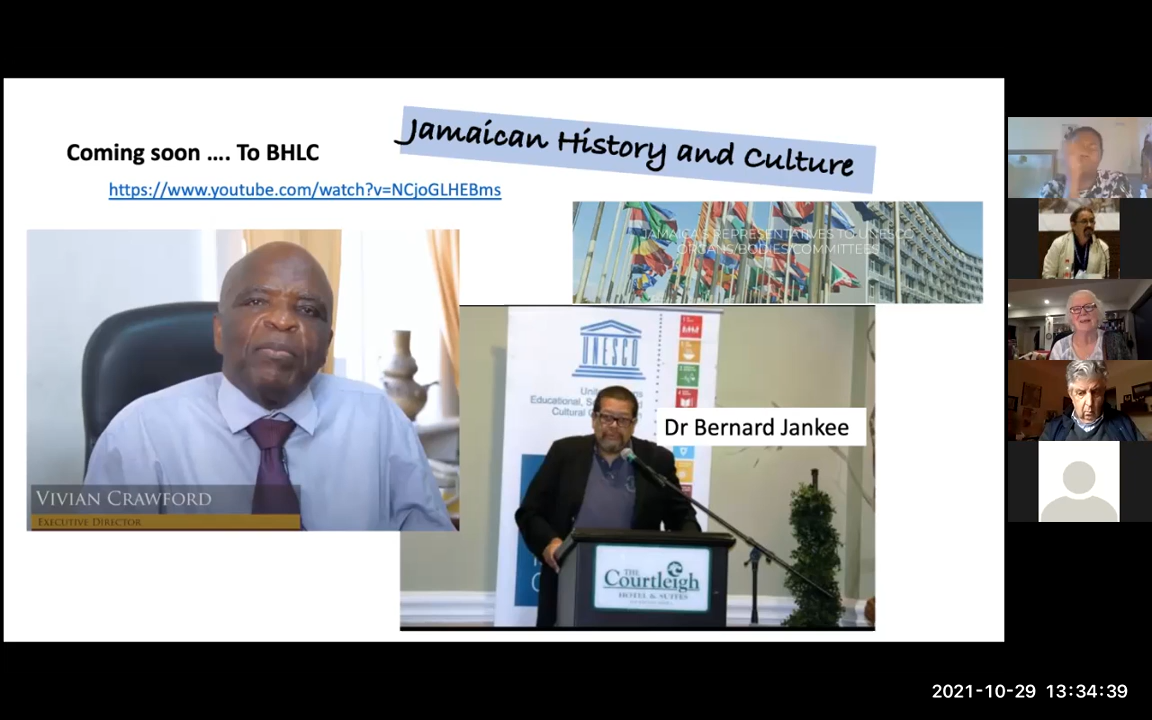 Coming soon .... To BHLC
Jamaican History and Culture
https://www.youtube.com/watch?v=NCjoGLHEBms
JAMAICA'S REPRESENTATIVES TO UNESCO
ORGANS/BODIES/COMMITTEES
VIVIAN CRAWFORD
EXECUTIVE DIRECTOR
UNESCO
Educational, S
Cultural
Dr Bernard Jankee
THE
Courtleigh
HOTEL & SUITES
2021-10-29 13:34:39